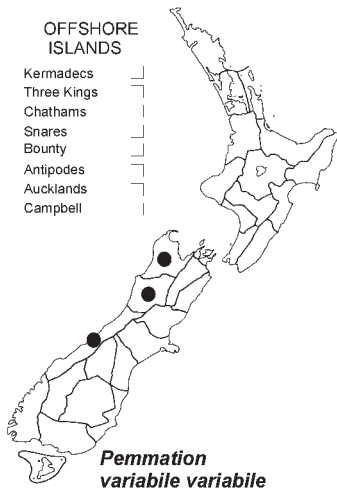 OFFSHORE
ISLANDS
Kermadecs
Three Kings
Chathams
Snares
Bounty
Antipodes
Aucklands
Campbell
Pemmation
variabile variabile